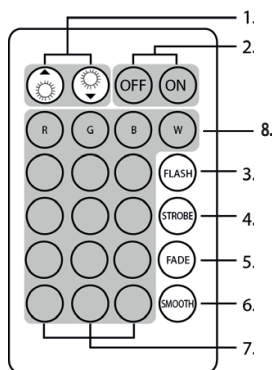 1.
2.
OFF ON
R G B W
8.
FLASH
3.
STROBE
4.
FADE
5.
SMOOTH
6.
7.